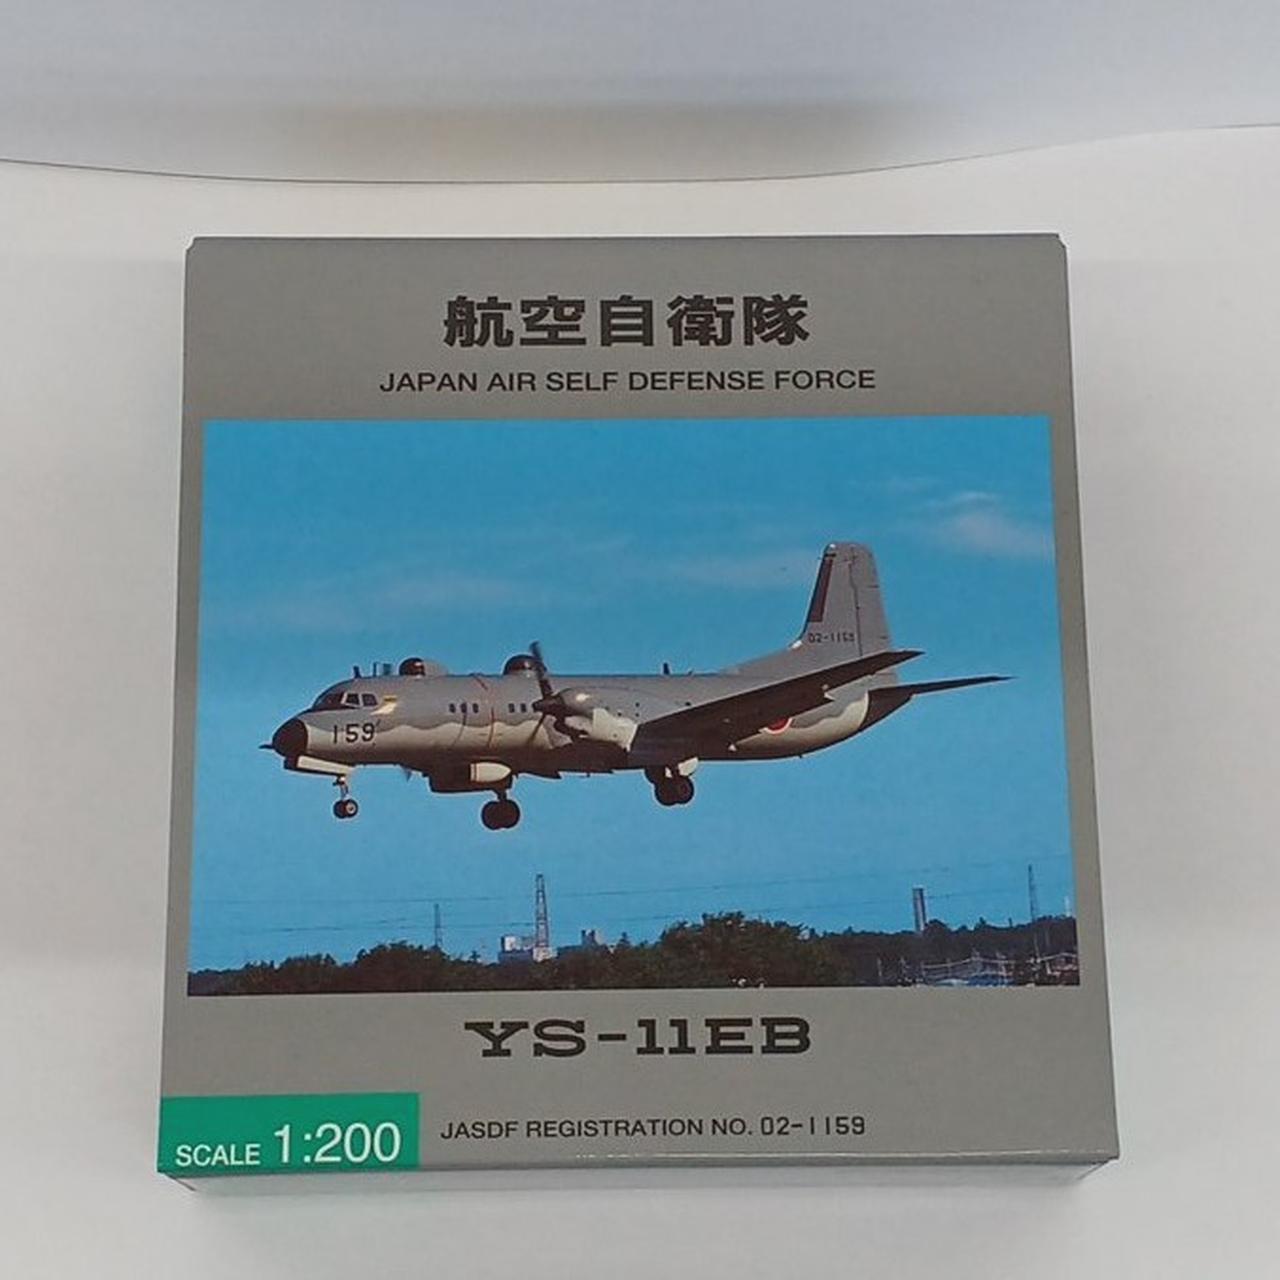 航空自衛隊
JAPAN AIR SELF DEFENSE FORCE
02-1159
159
YS-11EB
SCALE 1:200
JASDF REGISTRATION NO. 02-1159